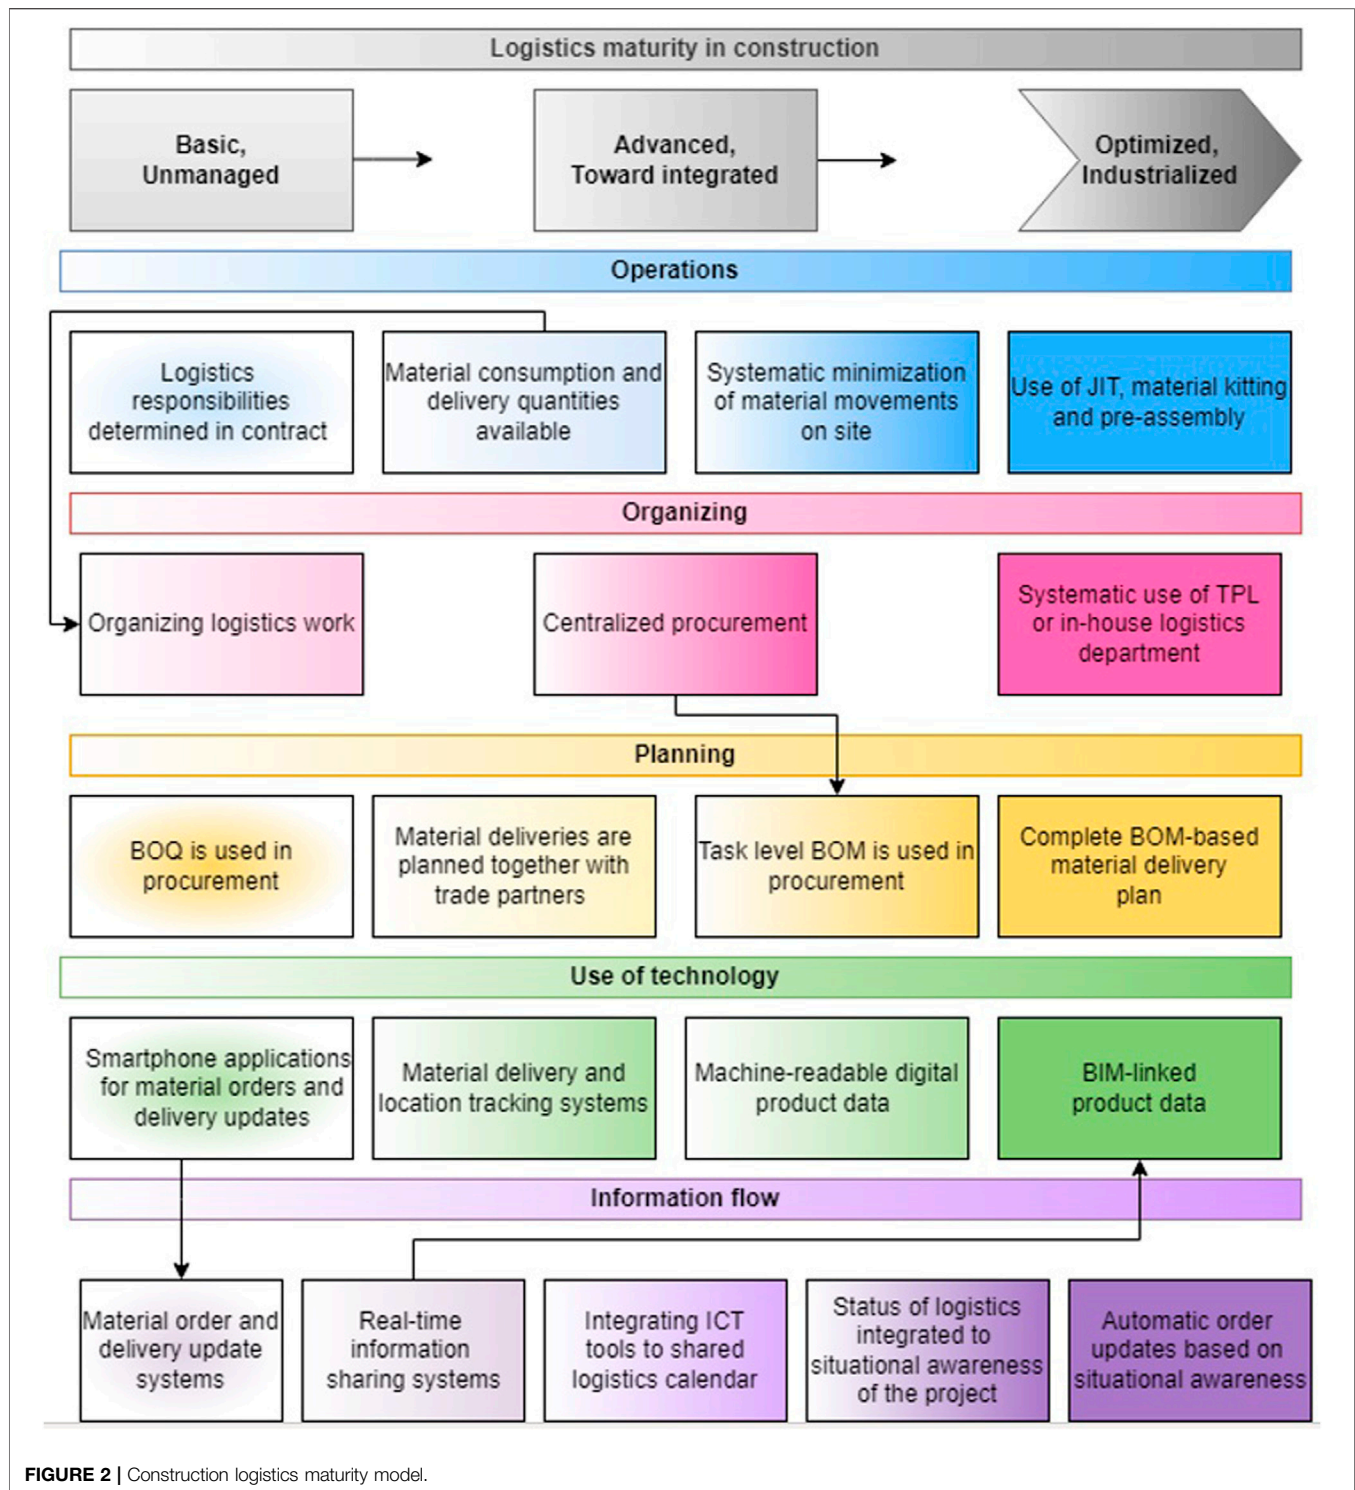 Logistics maturity in construction
Basic,
Unmanaged
Advanced,
Toward integrated
Optimized,
Industrialized
Operations
Logistics
responsibilities
determined in contract
Material consumption and
delivery quantities
available
Systematic minimization
of material movements
on site
Use of JIT, material kitting
and pre-assembly
Organizing
Organizing logistics work
Centralized procurement
Systematic use of TPL
or in-house logistics
department
Planning
BOQ is used in
procurement
Material deliveries are
planned together with
trade partners
Task level BOM is used in
procurement
Complete BOM-based
material delivery
plan
Use of technology
Smartphone applications
for material orders and
delivery updates
Material delivery and
location tracking systems
Machine-readable digital
product data
BIM-linked
product data
Information flow
Material order and
delivery update
systems
Real-time
information
sharing systems
Integrating ICT
tools to shared
logistics calendar
Status of logistics
integrated to
situational awareness
of the project
Automatic order
updates based on
situational awareness
FIGURE 2 | Construction logistics maturity model.